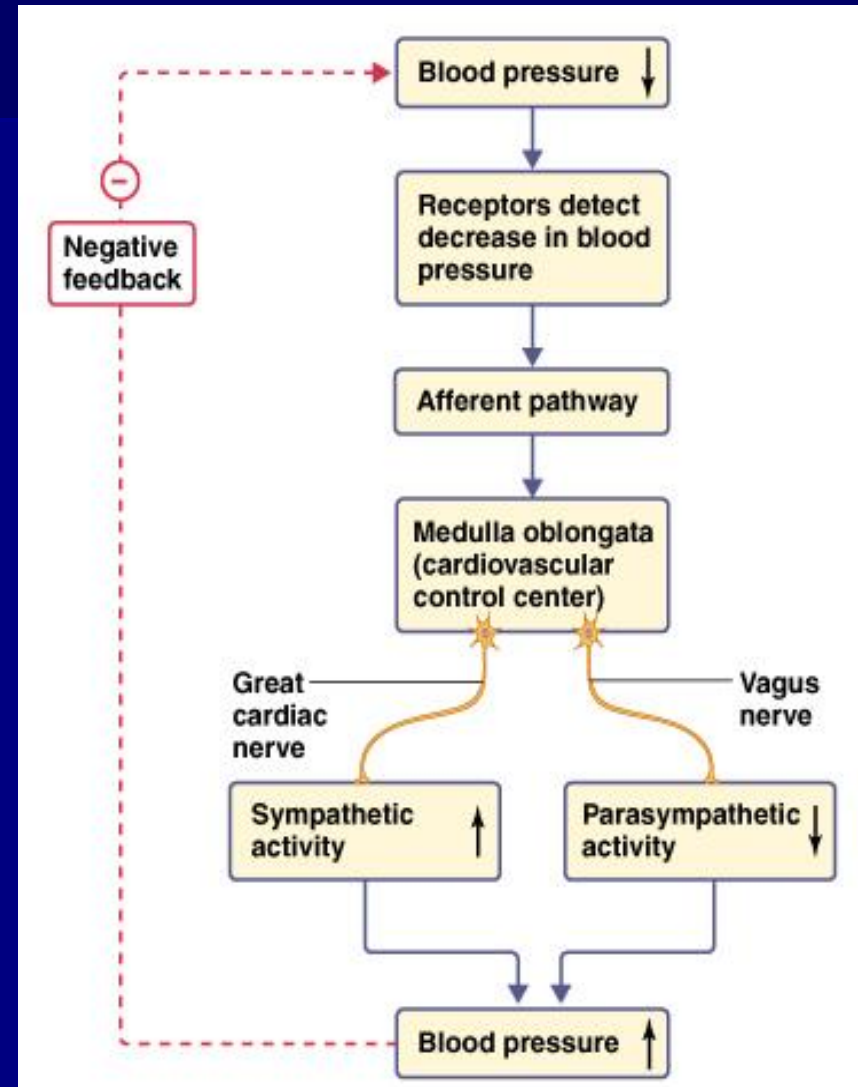 Blood pressure ↓
Receptors detect
decrease in blood
pressure
−
Negative
feedback
Afferent pathway
Medulla oblongata
(cardiovascular
control center)
Great
cardiac
nerve
Vagus
nerve
Sympathetic
activity ↑
Parasympathetic
activity ↓
Blood pressure ↑